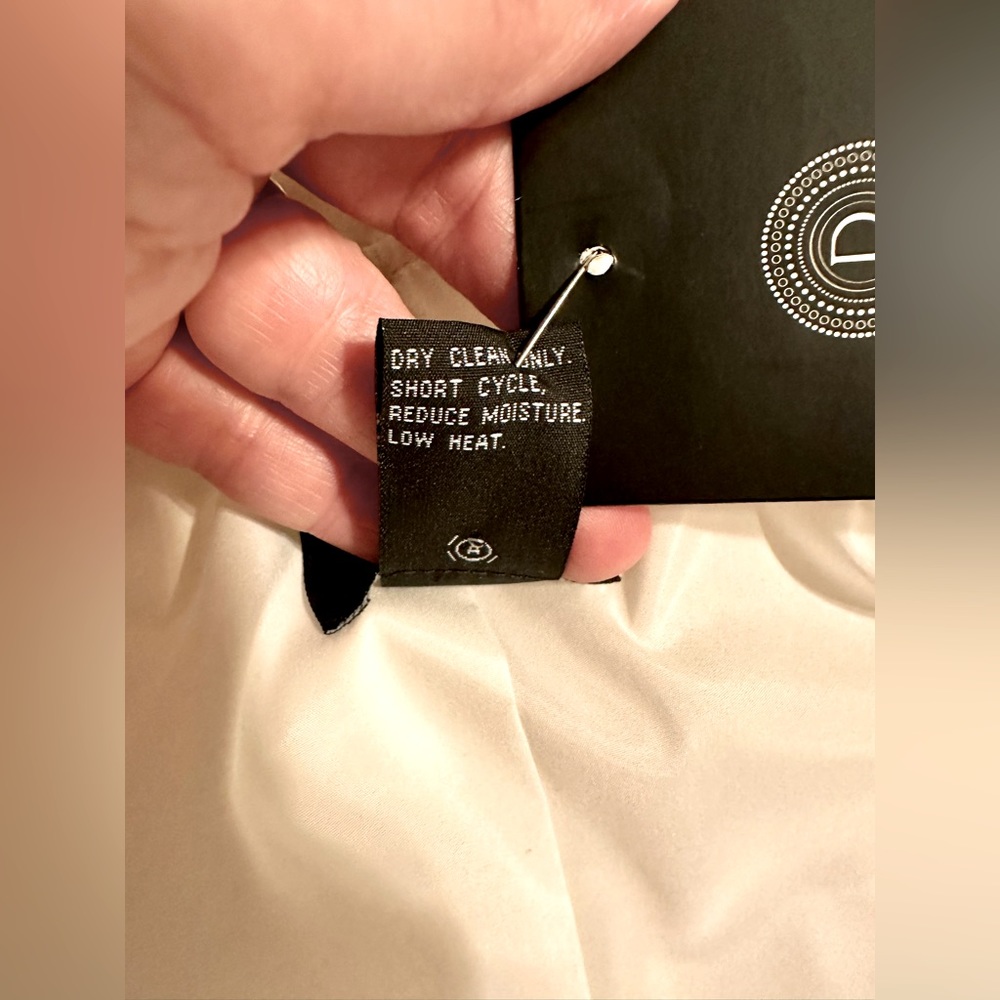 DRY CLEAN ONLY.
SHORT CYCLE,
REDUCE MOISTURE.
LOW HEAT.
A
D